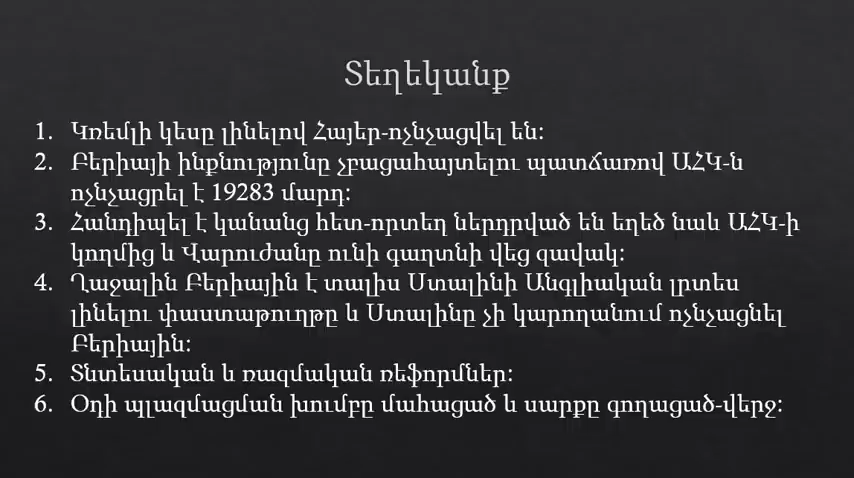 Տեղեկանք
1. Կռեմլի կեսը լինելով Հայեր-ոչնչացվել են:
2. Բերիայի ինքնությունը չբացահայտելու պատճառով ԱՀԿ-ն
ոչնչացրել է 19283 մարդ:
3. Հանդիպել է կանանց հետ-որտեղ ներդրված են եղեծ նաև ԱՀԿ-ի
կողմից և Վարուժանը ունի գաղտնի վեց զավակ:
4. Ղաջալին Բերիային է տալիս Ստալինի Անգլիական լրտես
լինելու փաստաթուղթը և Ստալինը չի կարողանում ոչնչացնել
Բերիային:
5. Տնտեսական և ռազմական ռեֆորմներ:
6. Օդի պլազմացման խումբը մահացած և սարքը գողացած-վերջ: